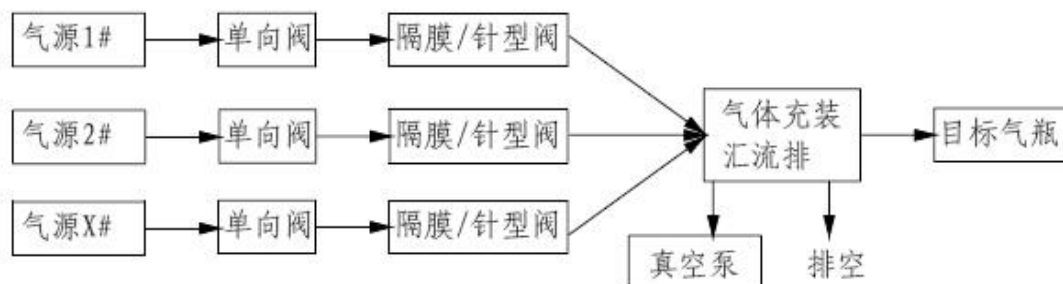 气源1# 单向阀 隔膜/针型阀
气源2# 单向阀 隔膜/针型阀
气体充装
汇流排
目标气瓶
气源X# 单向阀 隔膜/针型阀
真空泵 排空